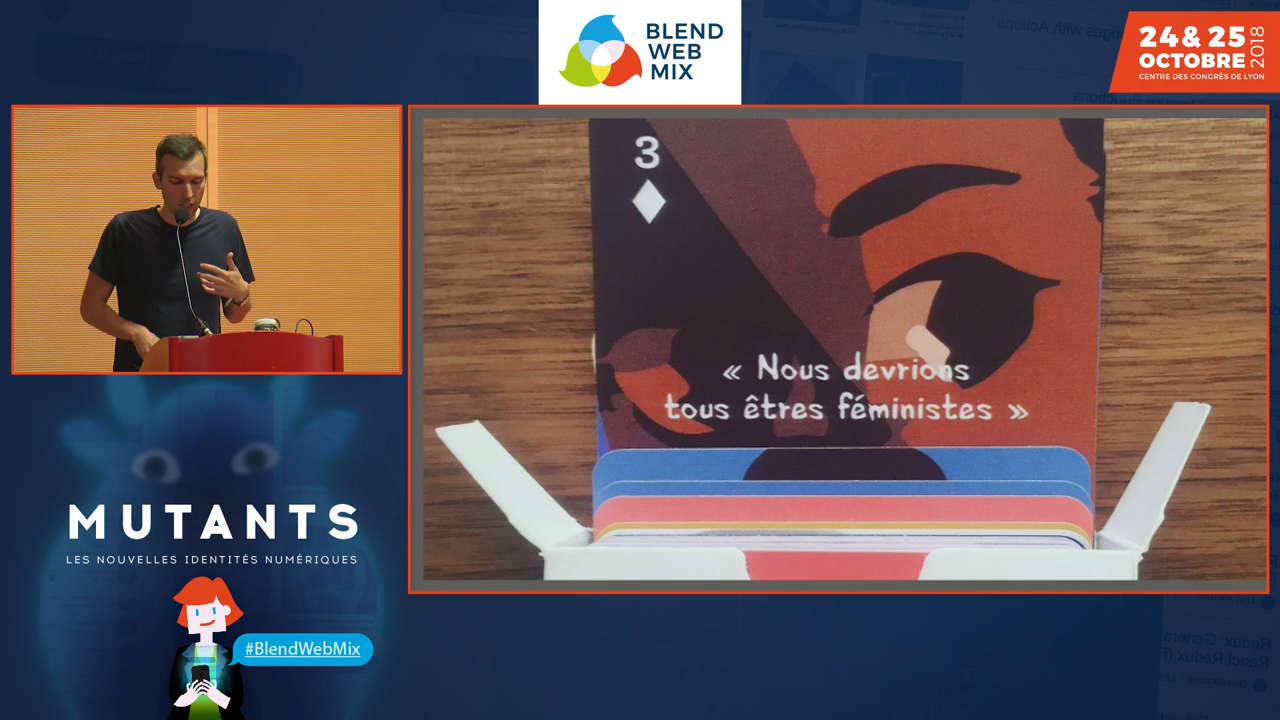 BLEND
WEB
MIX
24 & 25
OCTOBRE
2018
CENTRE DES CONGRÈS DE LYON
3
« Nous devrions
tous êtres féministes »
MUTANTS
LES NOUVELLES IDENTITÉS NUMÉRIQUES
#BlendWebMix